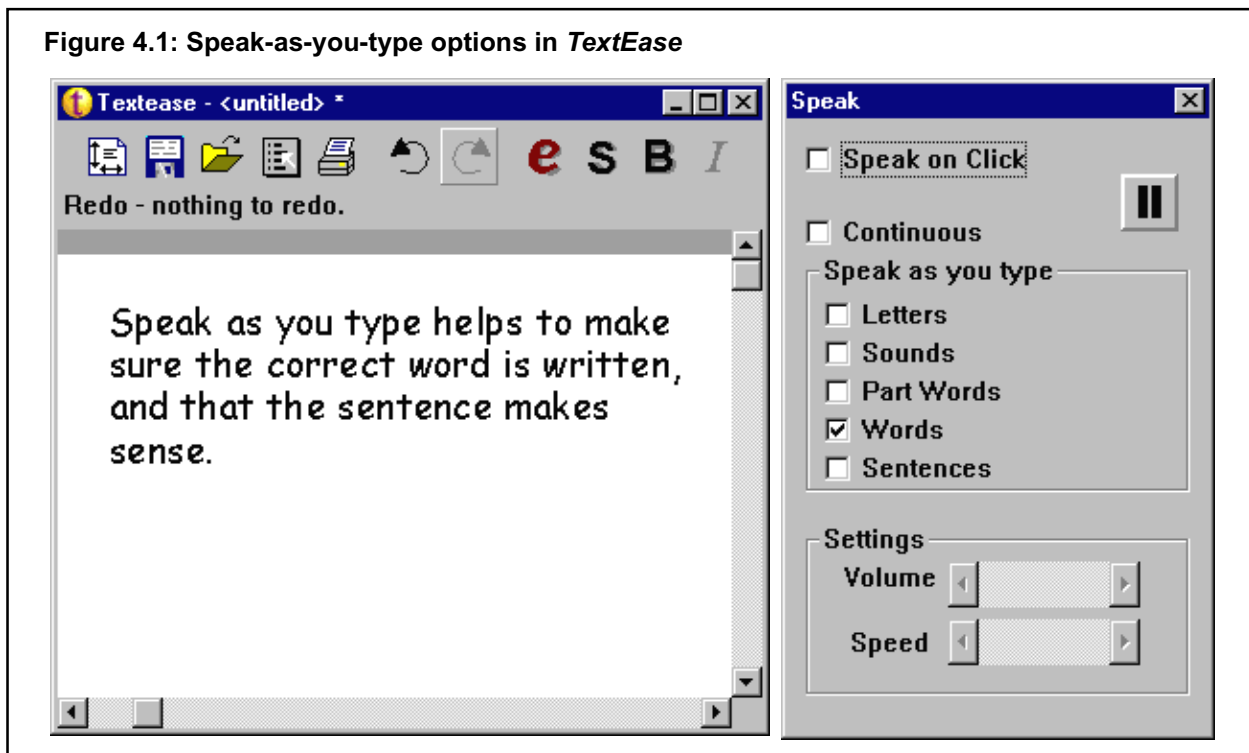 Figure 4.1: Speak-as-you-type options in TextEase
Textease - <untitled> *
e S B I
Redo - nothing to redo.
Speak as you type helps to make
sure the correct word is written,
and that the sentence makes
sense.
Speak
Speak on Click
Continuous
Speak as you type
Letters
Sounds
Part Words
Words
Sentences
Settings
Volume
Speed